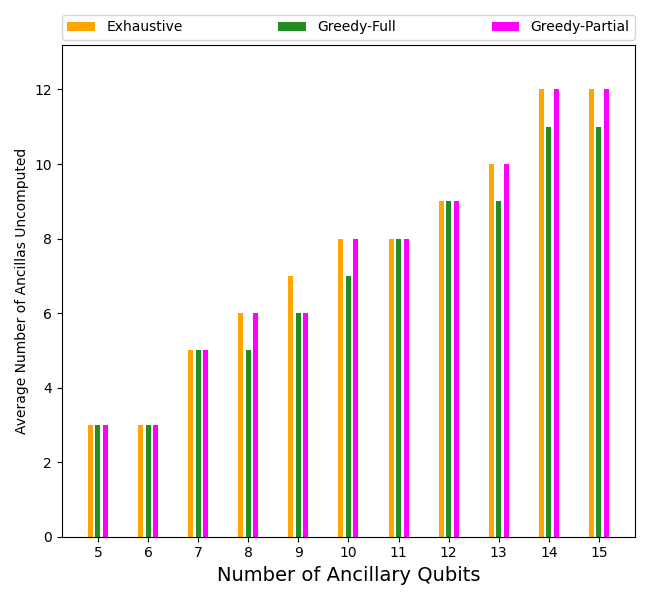 Exhaustive Greedy-Full Greedy-Partial
Average Number of Ancillas Uncomputed
12
10
8
6
4
2
0
5 6 7 8 9 10 11 12 13 14 15
Number of Ancillary Qubits